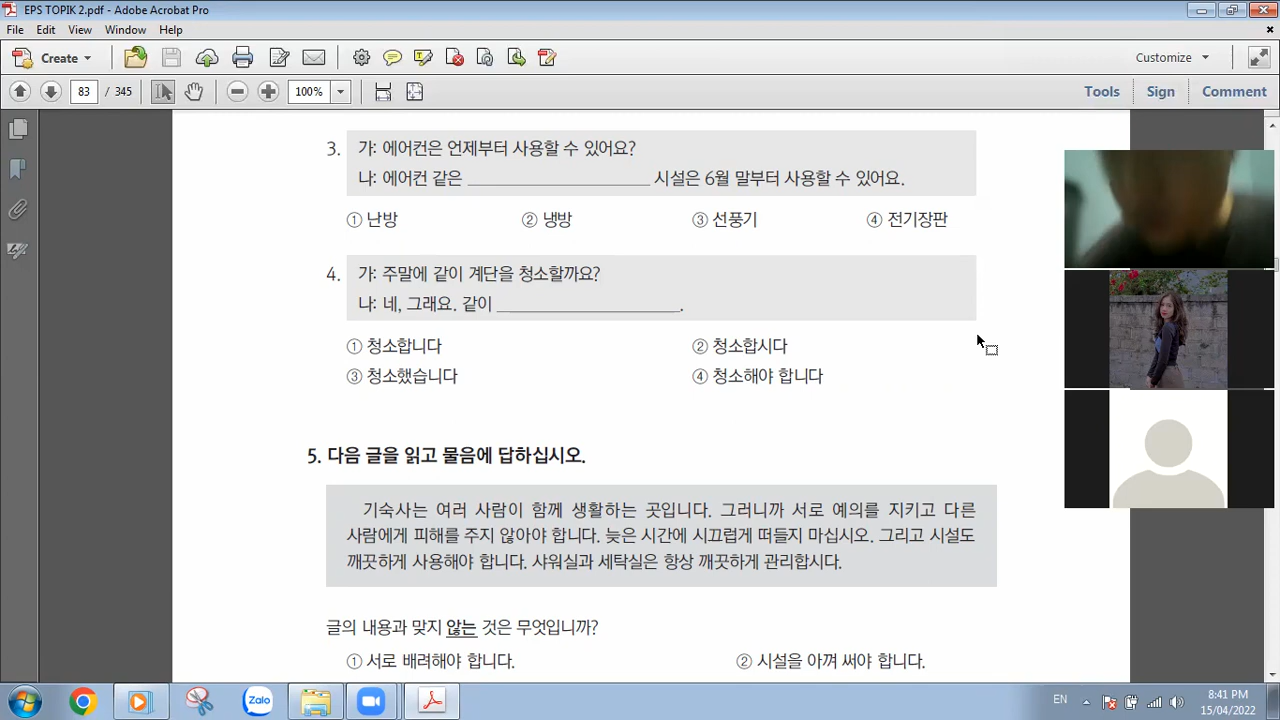 EPS TOPIK 2.pdf - Adobe Acrobat Pro
File Edit View Window Help
Create
Customize
83 / 345
100%
Tools Sign Comment
3. 가: 에어컨은 언제부터 사용할 수 있어요?
나: 에어컨 같은 ____________ 시설은 6월 말부터 사용할 수 있어요.
① 난방 ② 냉방 ③ 선풍기 ④ 전기장판
4. 가: 주말에 같이 계단을 청소할까요?
나: 네, 그래요. 같이 ____________.
① 청소합니다 ② 청소합시다
③ 청소했습니다 ④ 청소해야 합니다
5. 다음 글을 읽고 물음에 답하십시오.
기숙사는 여러 사람이 함께 생활하는 곳입니다. 그러니까 서로 예의를 지키고 다른
사람에게 피해를 주지 않아야 합니다. 늦은 시간에 시끄럽게 떠들지 마십시오. 그리고 시설도
깨끗하게 사용해야 합니다. 샤워실과 세탁실은 항상 깨끗하게 관리합시다.
글의 내용과 맞지 않는 것은 무엇입니까?
① 서로 배려해야 합니다. ② 시설을 아껴 써야 합니다.
Zalo
EN
8:41 PM
15/04/2022